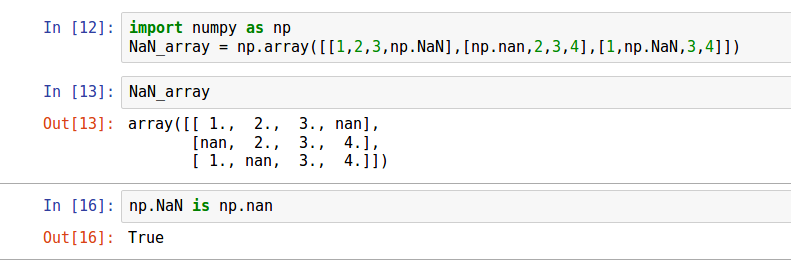 In [12]: import numpy as np
NaN_array = np.array([[1,2,3,np.NaN],[np.nan,2,3,4],[1,np.NaN,3,4]])
In [13]: NaN_array
Out[13]: array([[ 1.,  2.,  3., nan],
       [nan,  2.,  3.,  4.],
       [ 1., nan,  3.,  4.]])
In [16]: np.NaN is np.nan
Out[16]: True